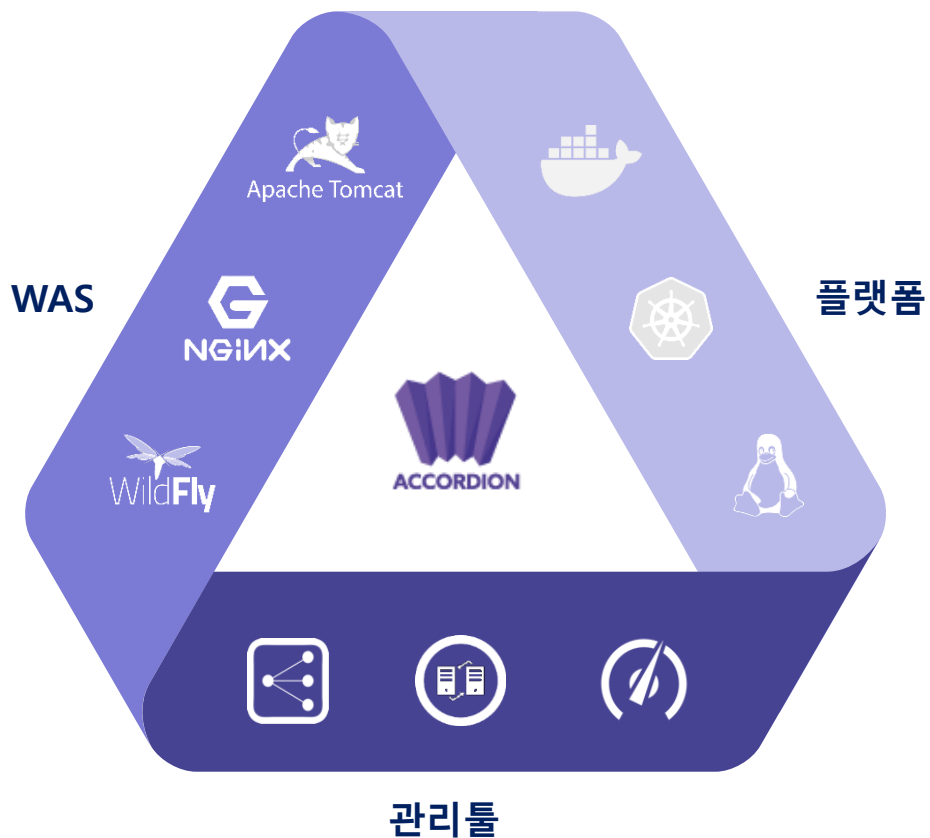 Apache Tomcat
WAS
플랫폼
NGiNX
ACCORDION
WildFly
관리툴